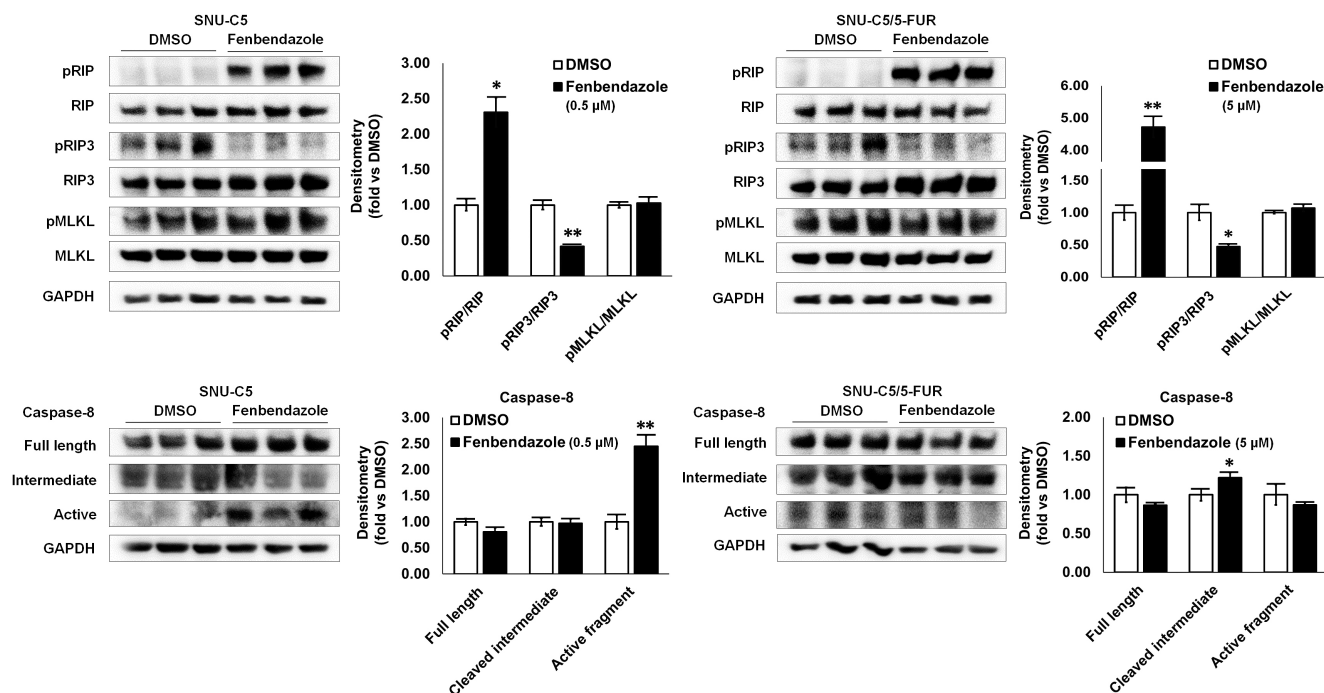 SNU-C5
DMSO Fenbendazole
pRIP
RIP
pRIP3
RIP3
pMLKL
MLKL
GAPDH
Densitometry
(fold vs DMSO)
3.00
2.50
2.00
1.50
1.00
0.50
0.00
DMSO
Fenbendazole
(0.5 µM)
*
**
pRIP/RIP
pRIP3/RIP3
pMLKL/MLKL
SNU-C5/5-FUR
DMSO Fenbendazole
pRIP
RIP
pRIP3
RIP3
pMLKL
MLKL
GAPDH
Densitometry
(fold vs DMSO)
6.00
5.00
4.00
1.50
1.00
0.50
0.00
DMSO
Fenbendazole
(5 µM)
**
*
pRIP/RIP
pRIP3/RIP3
pMLKL/MLKL
SNU-C5
Caspase-8 DMSO Fenbendazole
Full length
Intermediate
Active
GAPDH
Caspase-8
Densitometry
(fold vs DMSO)
3.00
2.50
2.00
1.50
1.00
0.50
0.00
DMSO
Fenbendazole (0.5 µM)
**
Full length
Cleaved intermediate
Active fragment
SNU-C5/5-FUR
Caspase-8 DMSO Fenbendazole
Full length
Intermediate
Active
GAPDH
Caspase-8
Densitometry
(fold vs DMSO)
2.00
1.50
1.00
0.50
0.00
DMSO
Fenbendazole (5 µM)
*
Full length
Cleaved intermediate
Active fragment